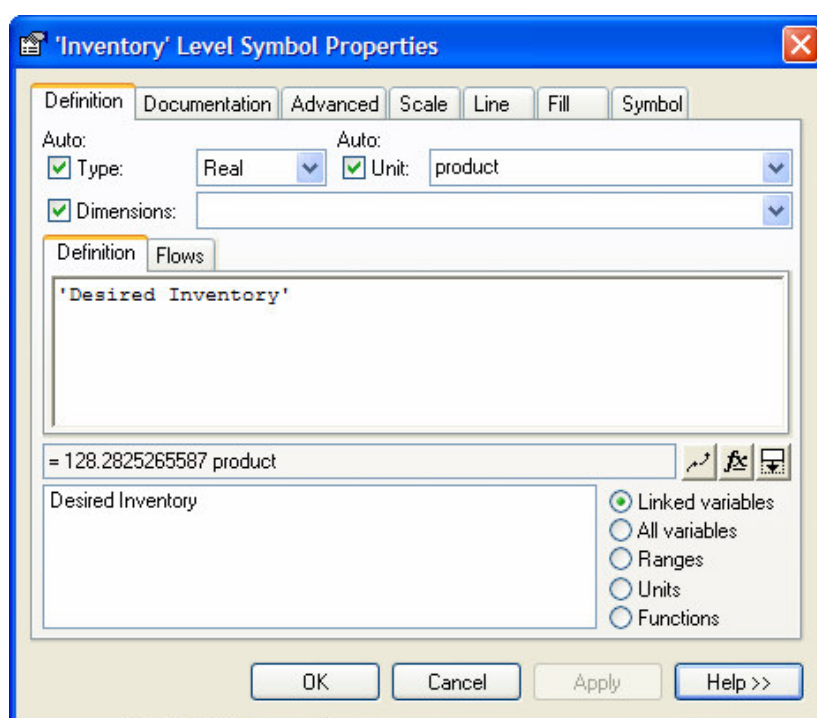 'Inventory' Level Symbol Properties
Definition Documentation Advanced Scale Line Fill Symbol
Auto: Auto:
Type: Real Unit: product
Dimensions:
Definition Flows
'Desired Inventory'
= 128.2825265587 product fx
Desired Inventory
Linked variables
All variables
Ranges
Units
Functions
OK Cancel Apply Help >>